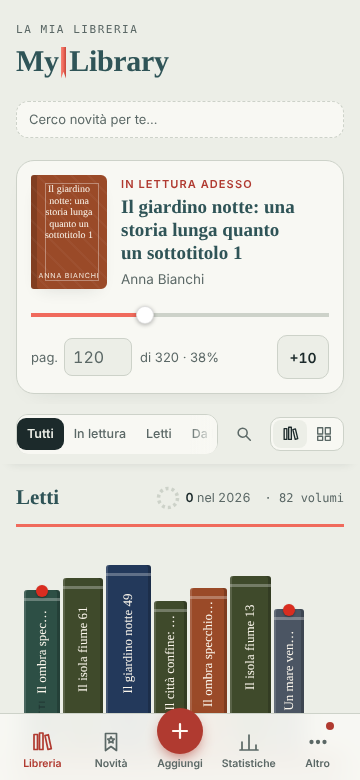 LA MIA LIBRERIA
My Library
Cerco novità per te…
Il giardino
notte: una
storia lunga
quanto un
sottotitolo 1
ANNA BIANCHI
IN LETTURA ADESSO
Il giardino notte: una
storia lunga quanto
un sottotitolo 1
Anna Bianchi
pag. 120 di 320 · 38% +10
Tutti In lettura Letti Da
Letti 0 nel 2026 · 82 volumi
Il ombra spec…
Il isola fiume 61
Il giardino notte 49
Il città confine: …
Il ombra specchio…
Il isola fiume 13
Un mare ven…
Libreria Novità Aggiungi Statistiche Altro